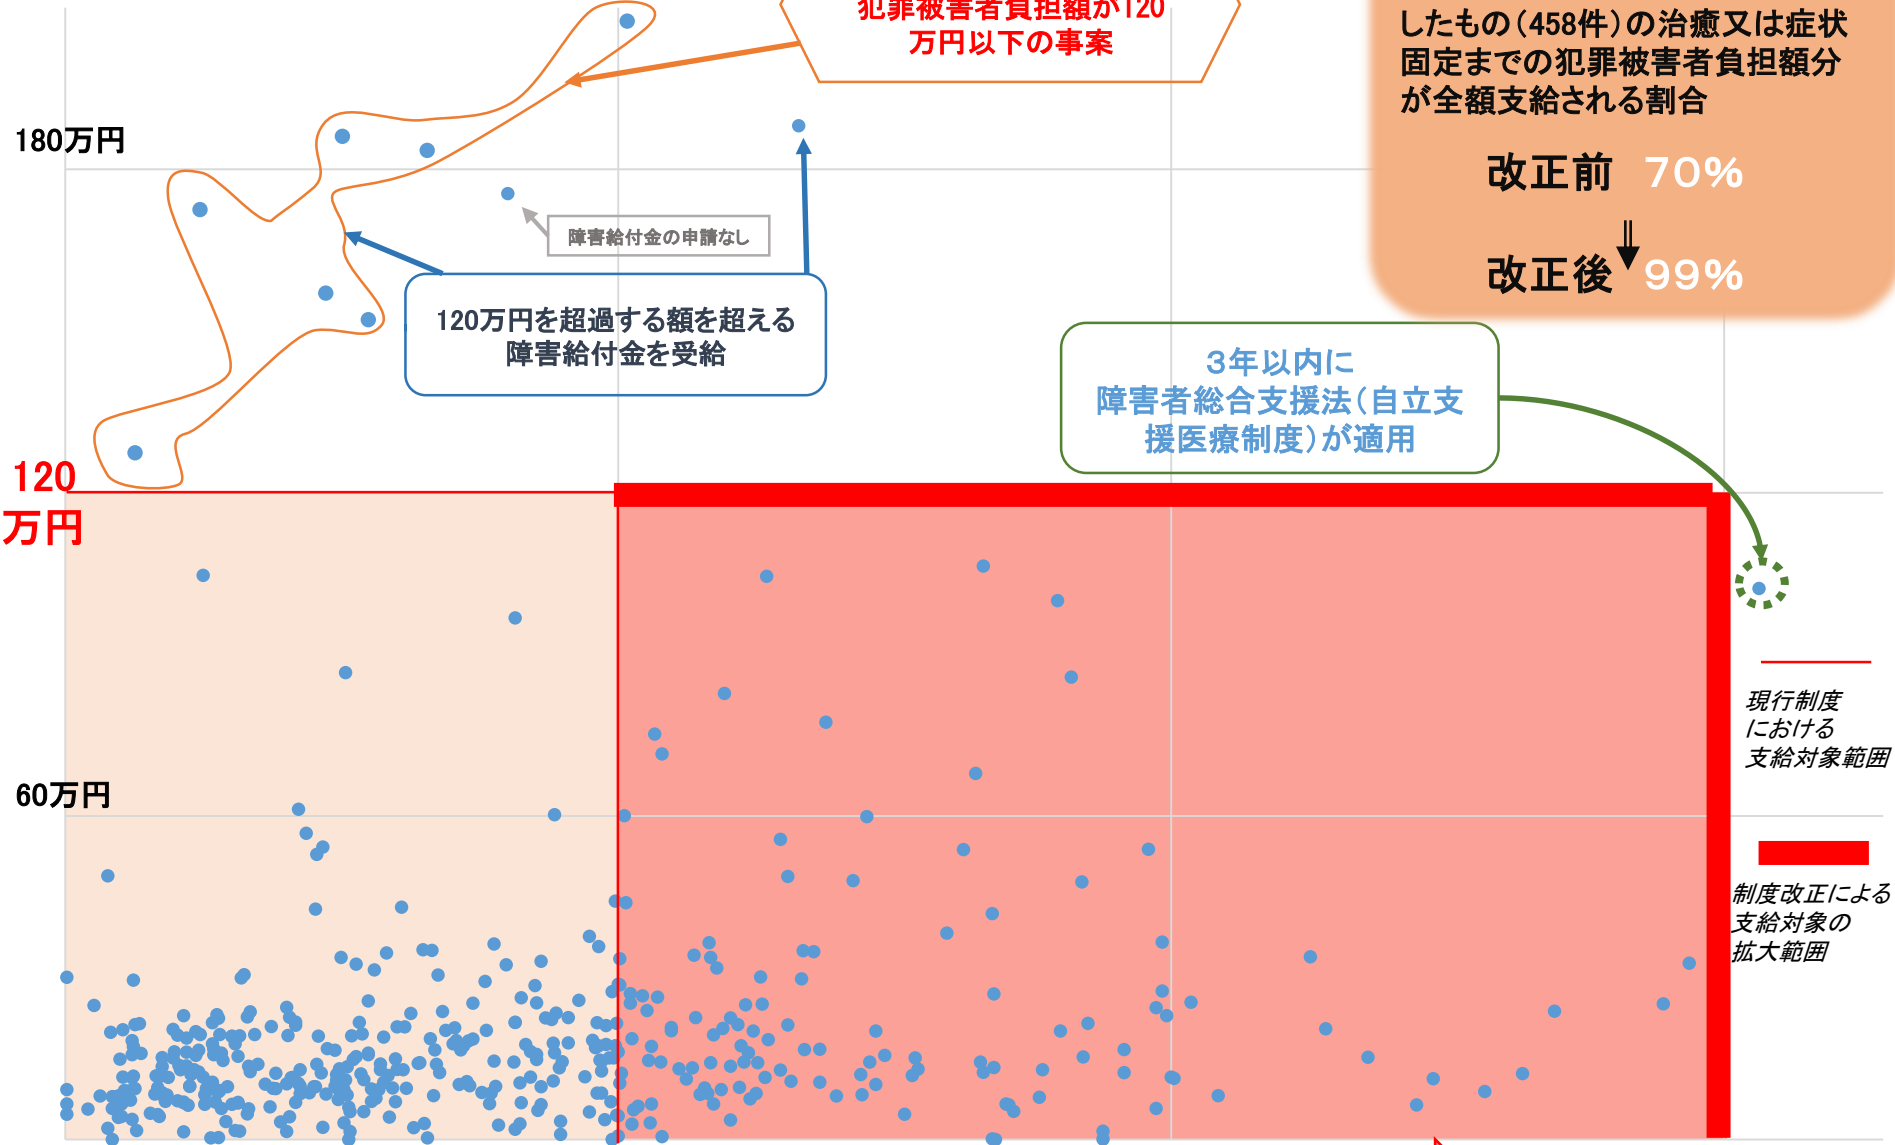 犯罪被害者負担額が120
万円以下の事案
したもの（458件）の治癒又は症状
固定までの犯罪被害者負担額分
が全額支給される割合
改正前 70%
改正後 99%
180万円
障害給付金の申請なし
120万円を超過する額を超える
障害給付金を受給
3年以内に
障害者総合支援法（自立支
援医療制度）が適用
120
万円
現行制度
における
支給対象範囲
60万円
制度改正による
支給対象の
拡大範囲